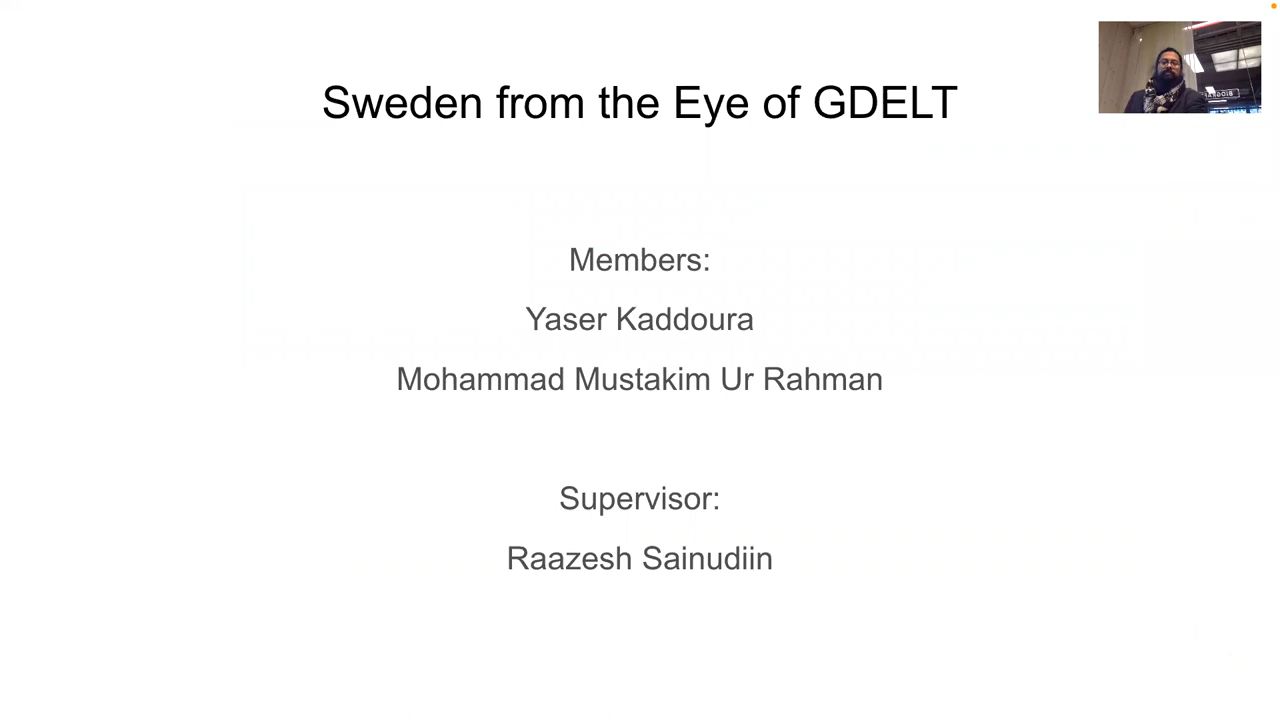 Sweden from the Eye of GDELT
Members:
Yaser Kaddoura
Mohammad Mustakim Ur Rahman
Supervisor:
Raazesh Sainudiin